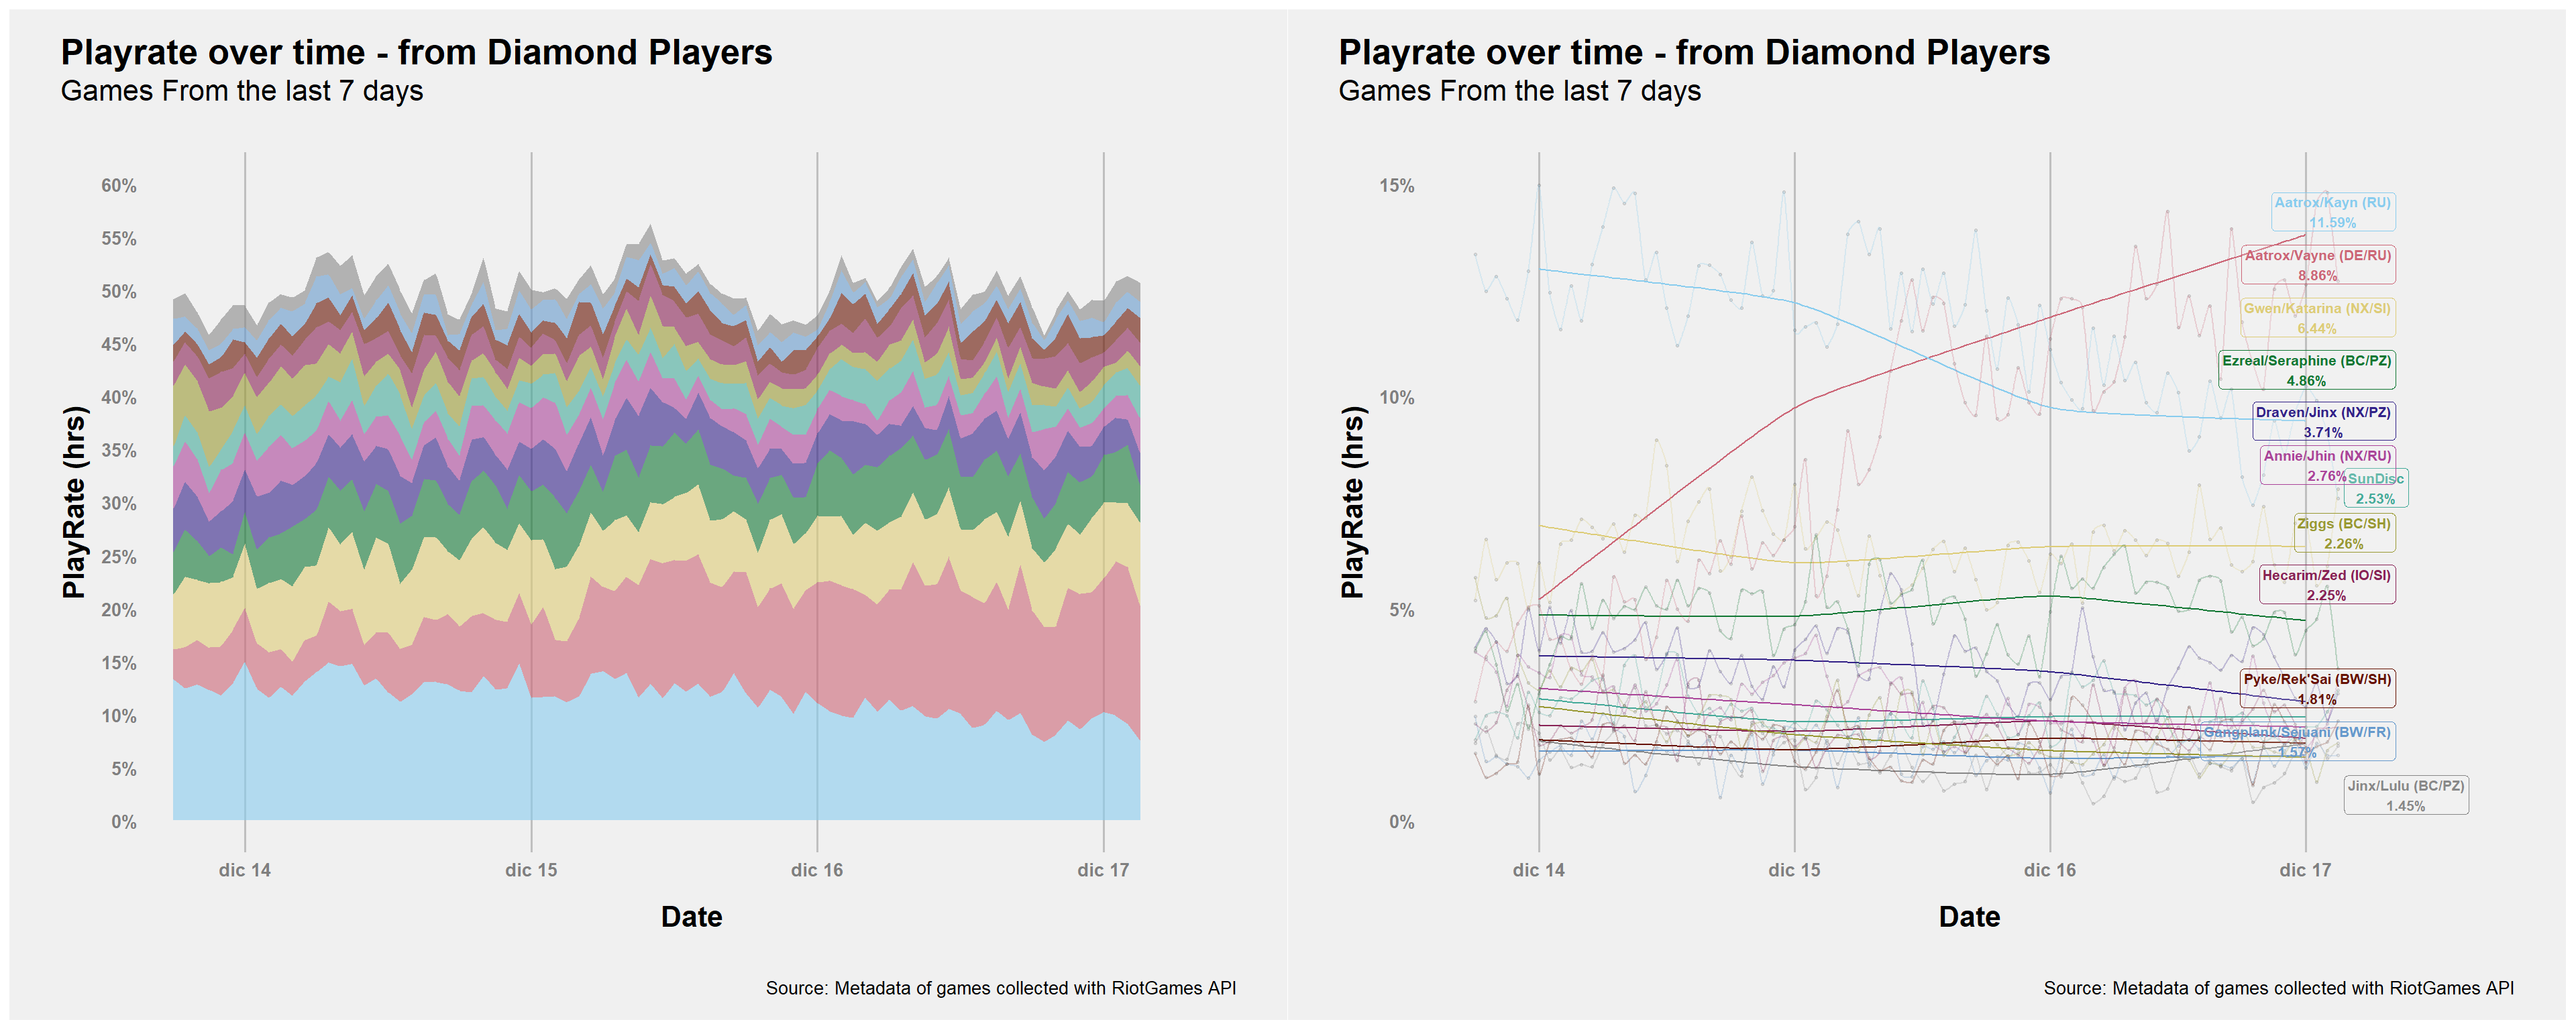 Playrate over time - from Diamond Players
Games From the last 7 days
PlayRate (hrs)
60%
55%
50%
45%
40%
35%
30%
25%
20%
15%
10%
5%
0%
dic 14
dic 15
dic 16
dic 17
Date
Source: Metadata of games collected with RiotGames API
Playrate over time - from Diamond Players
Games From the last 7 days
PlayRate (hrs)
15%
10%
5%
0%
Aatrox/Kayn (RU)
11.59%
Aatrox/Vayne (DE/RU)
8.86%
Gwen/Katarina (NX/SI)
6.44%
Ezreal/Seraphine (BC/PZ)
4.86%
Draven/Jinx (NX/PZ)
3.71%
Annie/Jhin (NX/RU)
2.76%
SunDisc
2.53%
Ziggs (BC/SH)
2.26%
Hecarim/Zed (IO/SI)
2.25%
Pyke/Rek'Sai (BW/SH)
1.81%
Gangplank/Sejuani (BW/FR)
1.57%
Jinx/Lulu (BC/PZ)
1.45%
dic 14
dic 15
dic 16
dic 17
Date
Source: Metadata of games collected with RiotGames API